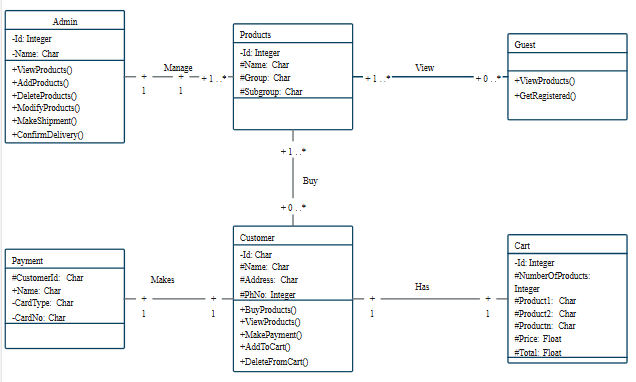 Admin
-Id: Integer
-Name: Char
+ViewProducts()
+AddProducts()
+DeleteProducts()
+ModifyProducts()
+MakeShipment()
+ConfirmDelivery()
Manage
+ + +1..*
1 1
Products
-Id: Integer
#Name: Char
#Group: Char
#Subgroup: Char
View
+1..* +0..*
Guest
+ViewProducts()
+GetRegistered()
+1..*
Buy
+0..*
Payment
#CustomerId: Char
+Name: Char
-CardType: Char
-CardNo: Char
Makes
+ +
1 1
Customer
-Id: Char
#Name: Char
#Address: Char
#PhNo: Integer
+BuyProducts()
+ViewProducts()
+MakePayment()
+AddToCart()
+DeleteFromCart()
Has
+ +
1 1
Cart
-Id: Integer
#NumberOfProducts:
Integer
#Product1: Char
#Product2: Char
#Productn: Char
#Price: Float
#Total: Float